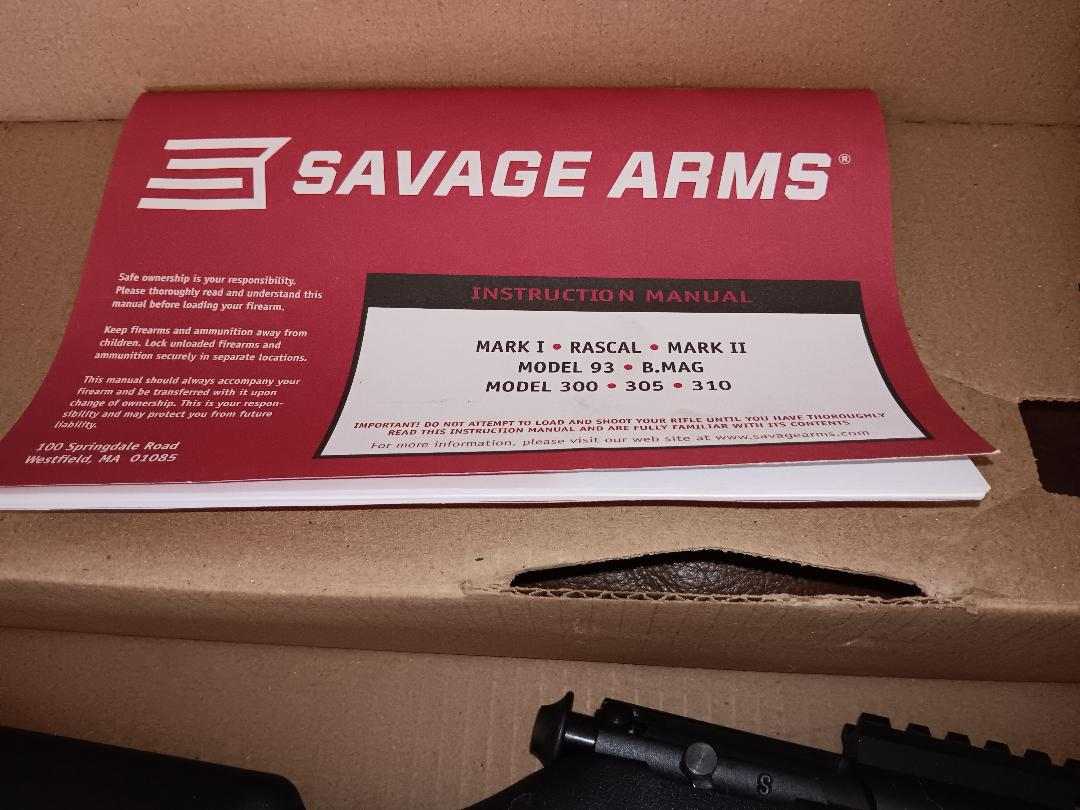 SAVAGE ARMS®
Safe ownership is your responsibility.
Please thoroughly read and understand this
manual before loading your firearm.
Keep firearms and ammunition away from
children. Lock unloaded firearms and
ammunition securely in separate locations.
This manual should always accompany your
firearm and be transferred with it upon
change of ownership. This is your respon-
sibility and may protect you from future
liability.
100 Springdale Road
Westfield, MA 01085
INSTRUCTION MANUAL
MARK I • RASCAL • MARK II
MODEL 93 • B.MAG
MODEL 300 • 305 • 310
IMPORTANT! DO NOT ATTEMPT TO LOAD AND SHOOT YOUR RIFLE UNTIL YOU HAVE THOROUGHLY
READ THIS INSTRUCTION MANUAL AND ARE FULLY FAMILIAR WITH ITS CONTENTS
For more information, please visit our web site at www.savagearms.com
S